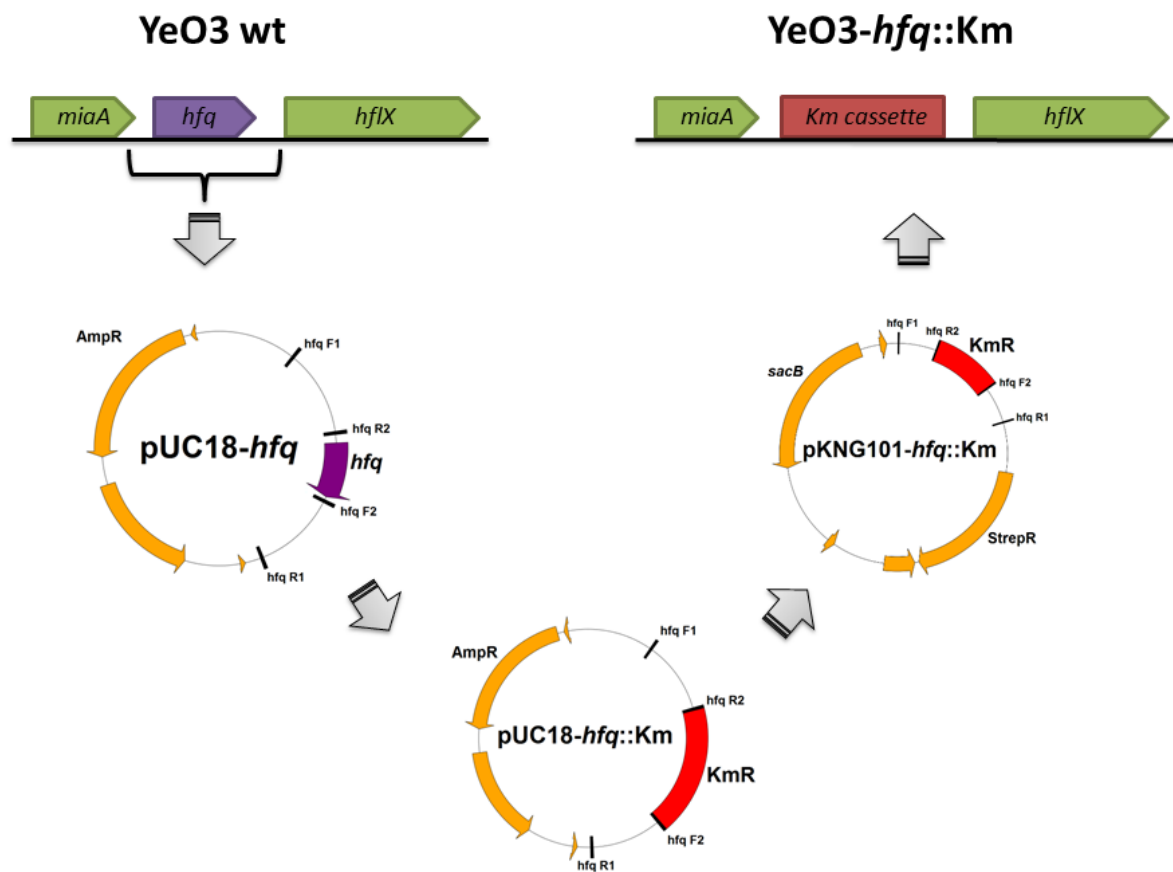 YeO3 wt
YeO3-hfq::Km
miaA
hfq
hflX
miaA
Km cassette
hflX
AmpR
hfq F1
hfq R2
hfq
pUC18-hfq
hfq F2
hfq R1
hfq F1
hfq R2
KmR
sacB
hfq F2
hfq R1
pKNG101-hfq::Km
StrepR
AmpR
hfq F1
hfq R2
pUC18-hfq::Km
KmR
hfq F2
hfq R1